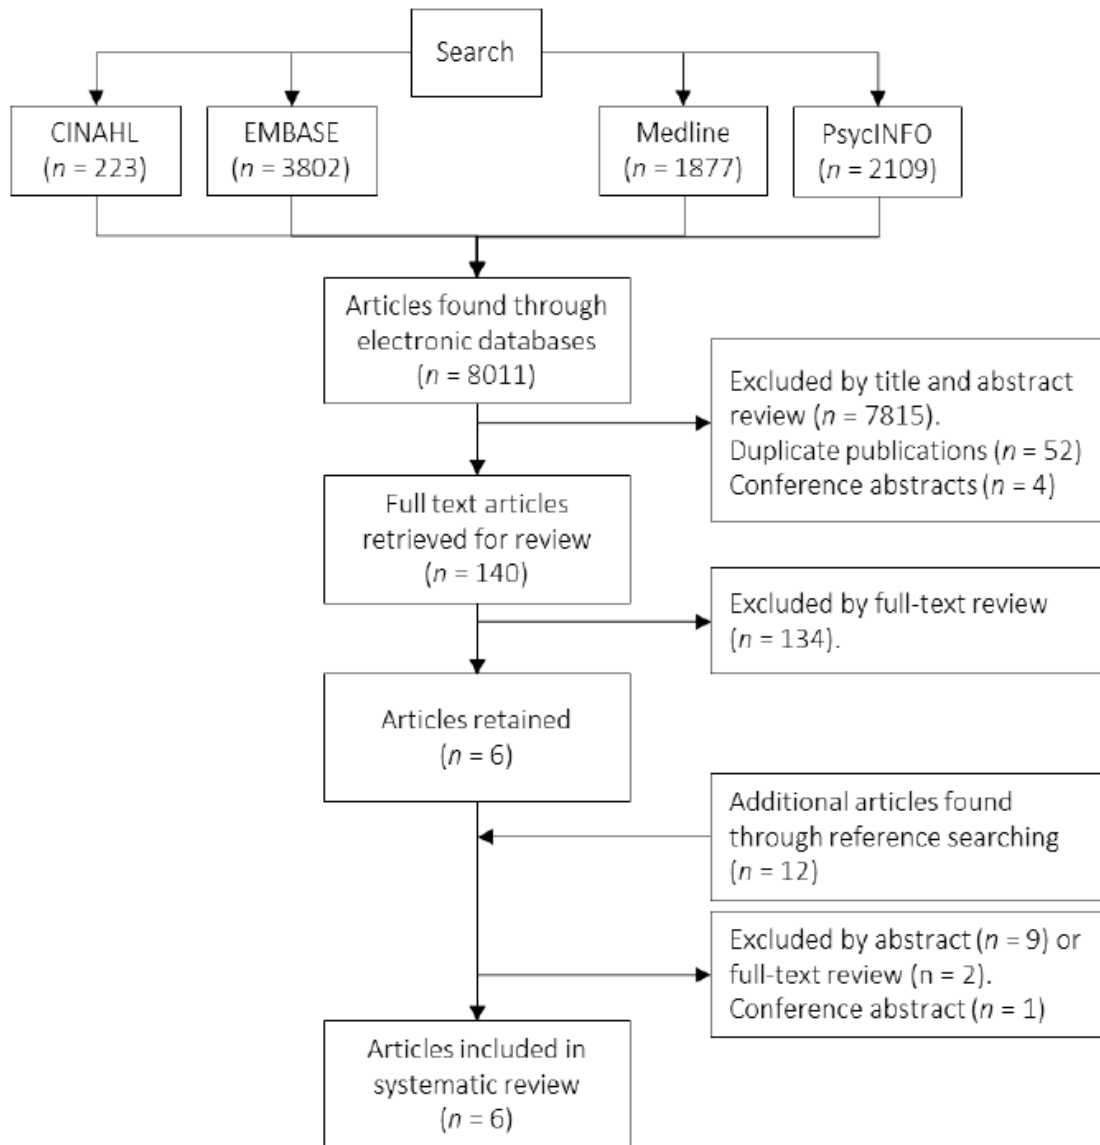 Search
CINAHL
(n = 223)
EMBASE
(n = 3802)
Medline
(n = 1877)
PsycINFO
(n = 2109)
Articles found through
electronic databases
(n = 8011)
Excluded by title and abstract
review (n = 7815).
Duplicate publications (n = 52)
Conference abstracts (n = 4)
Full text articles
retrieved for review
(n = 140)
Excluded by full-text review
(n = 134).
Articles retained
(n = 6)
Additional articles found
through reference searching
(n = 12)
Excluded by abstract (n = 9) or
full-text review (n = 2).
Conference abstract (n = 1)
Articles included in
systematic review
(n = 6)